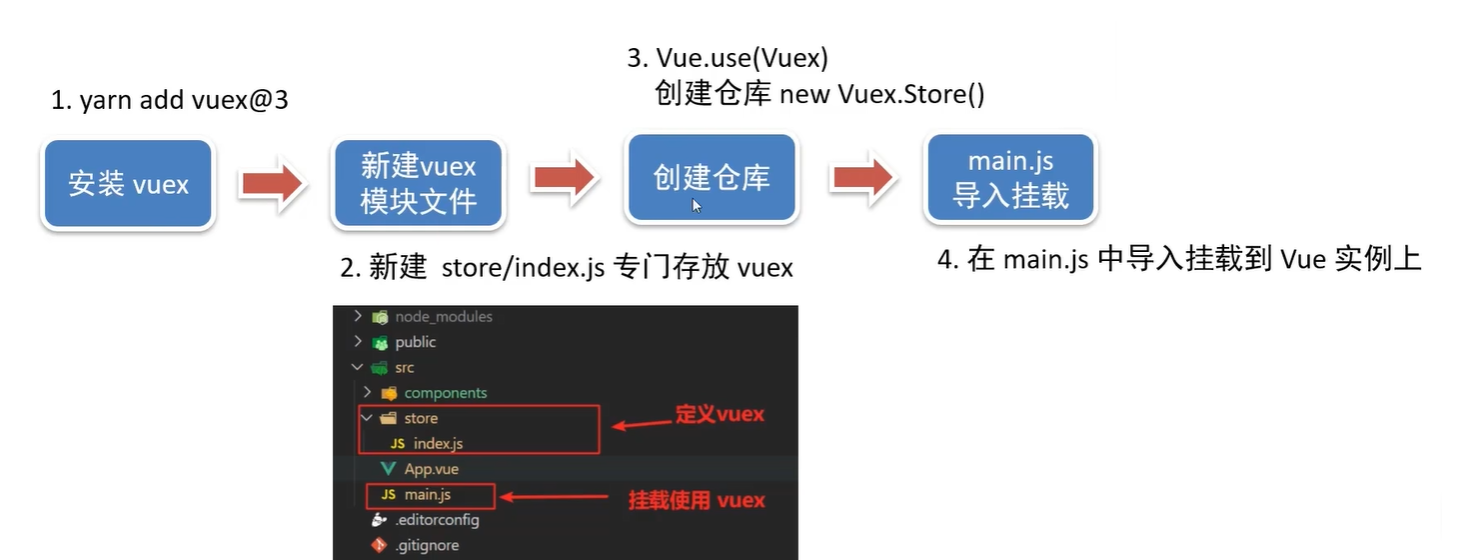 3. Vue.use(Vuex)
创建仓库 new Vuex.Store()
1. yarn add vuex@3
安装 vuex
新建vuex
模块文件
创建仓库
main.js
导入挂载
2. 新建 store/index.js 专门存放 vuex
4. 在 main.js 中导入挂载到 Vue 实例上
node_modules
public
src
components
store
定义vuex
JS index.js
App.vue
JS main.js
挂载使用 vuex
.editorconfig
.gitignore